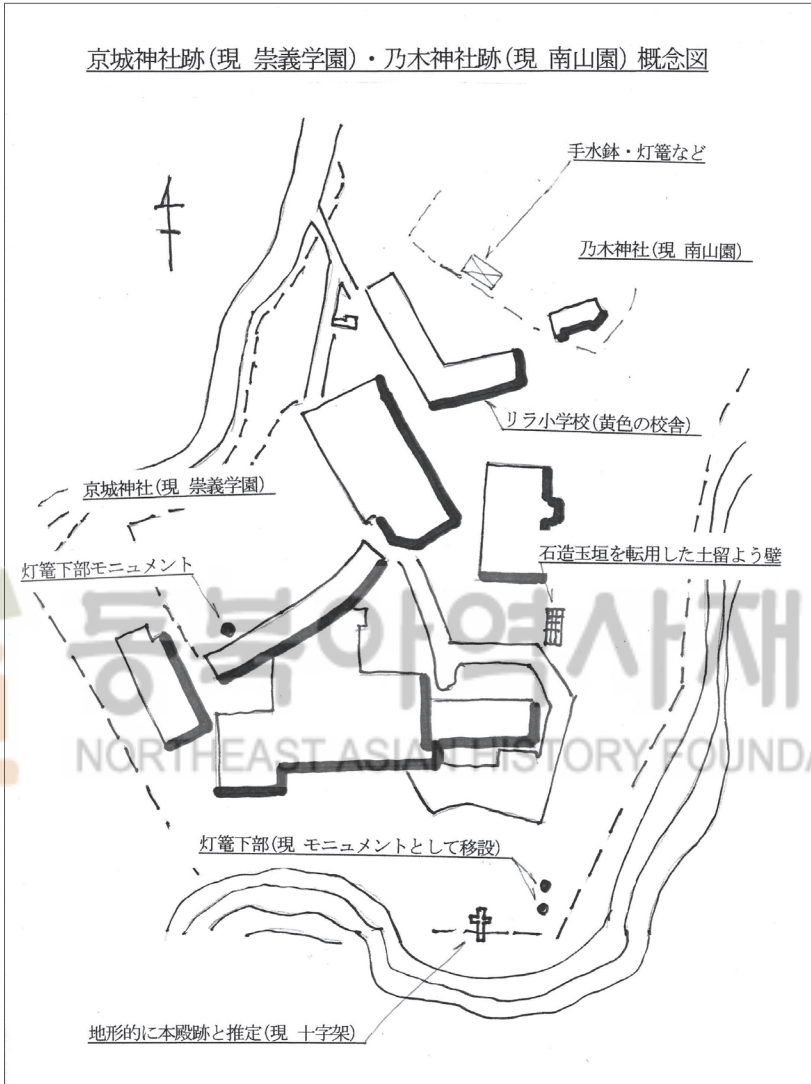 京城神社跡(現 崇義学園)・乃木神社跡(現 南山園) 概念図
手水鉢・灯篭など
乃木神社(現 南山園)
リラ小学校(黄色の校舎)
京城神社(現 崇義学園)
石造玉垣を転用した土留よう壁
灯篭下部モニュメント
동북아역사재
NORTHEAST ASIAN HISTORY FOUNDA
灯篭下部(現 モニュメントとして移設)
地形的に本殿跡と推定(現 十字架)